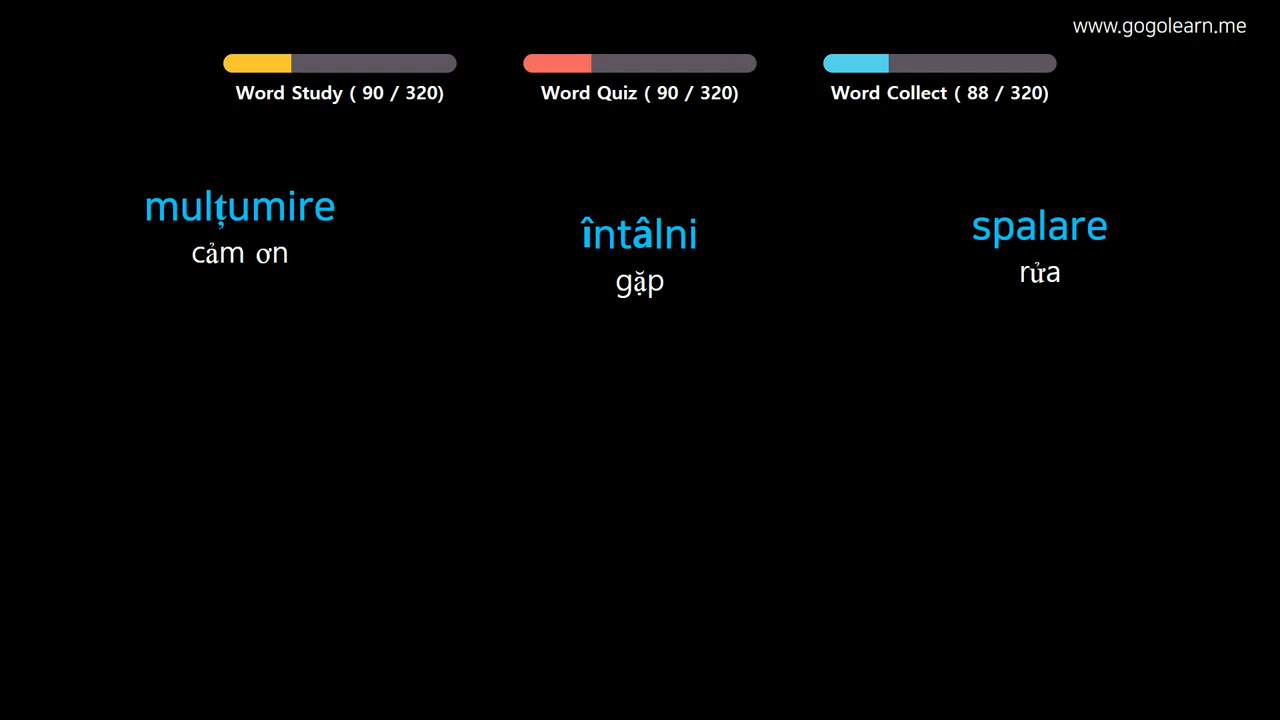 www.gogolearn.me
Word Study ( 90 / 320)
Word Quiz ( 90 / 320)
Word Collect ( 88 / 320)
mulțumire
cảm ơn
întâlni
gặp
spalare
rửa